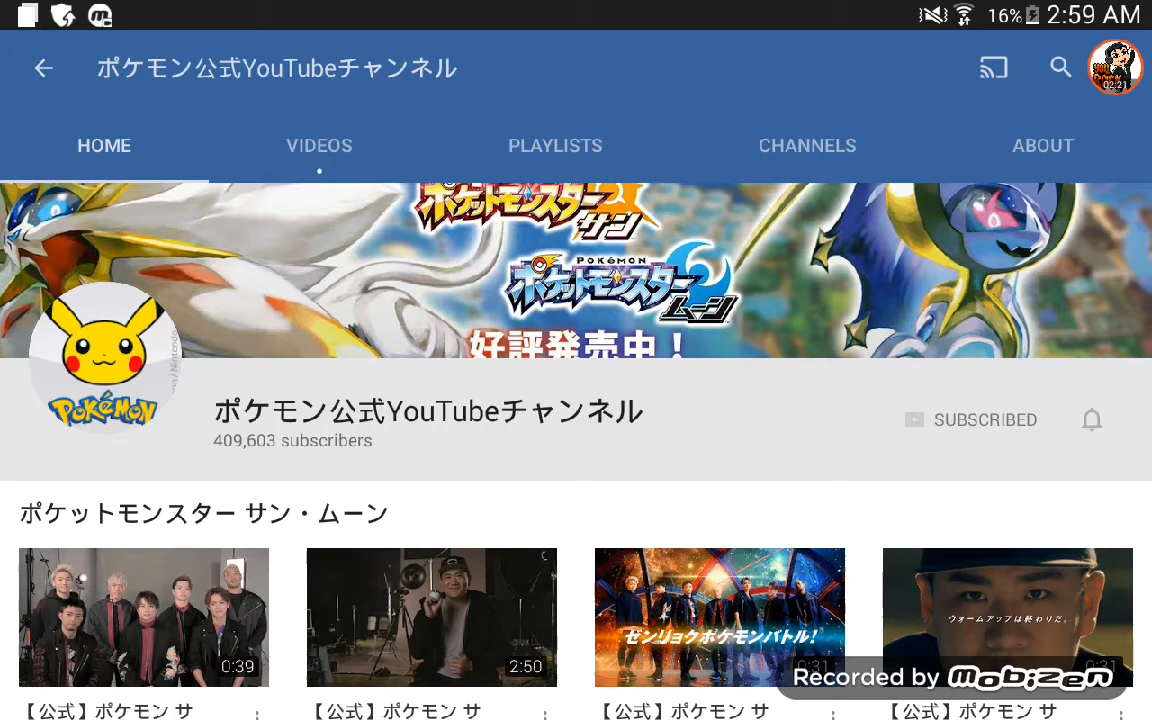 16% 2:59 AM
ポケモン公式YouTubeチャンネル
YOU
ROCK
02:21
HOME VIDEOS PLAYLISTS CHANNELS ABOUT
ポケットモンスター
サン
POKÉMON
ポケットモンスター
ムーン
好評発売中!
POKéMON
ポケモン公式YouTubeチャンネル
409,603 subscribers
SUBSCRIBED
ポケットモンスター サン・ムーン
0:39
2:50
ゼンリョクポケモンバトル!
0:31
ウォームアップは終わりだ。
0:31
Recorded by mobizen
【公式】ポケモン サ
【公式】ポケモン サ
【公式】ポケモン サ
【公式】ポケモン サ